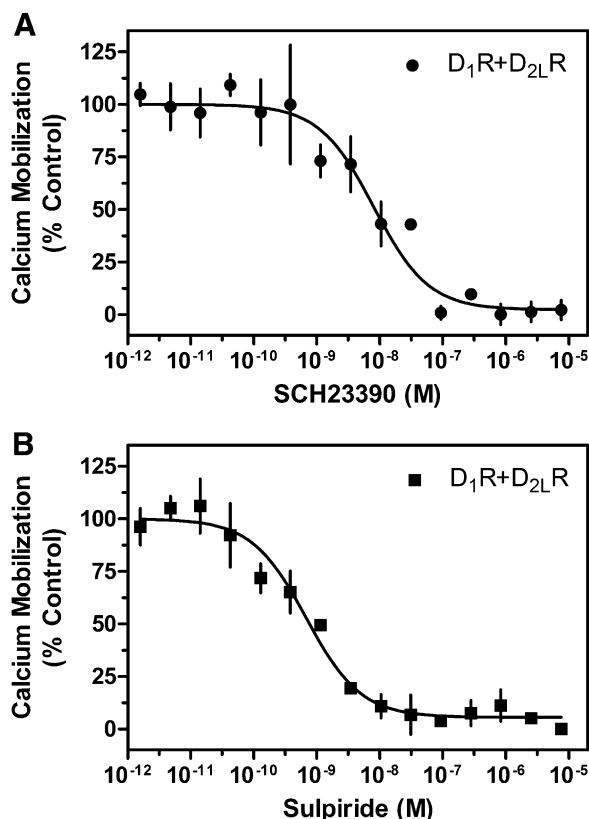 A
Calcium Mobilization
(% Control)
125
100
75
50
25
0
D₁R+D₂LR
10⁻¹² 10⁻¹¹ 10⁻¹⁰ 10⁻⁹ 10⁻⁸ 10⁻⁷ 10⁻⁶ 10⁻⁵
SCH23390 (M)
B
Calcium Mobilization
(% Control)
125
100
75
50
25
0
D₁R+D₂LR
10⁻¹² 10⁻¹¹ 10⁻¹⁰ 10⁻⁹ 10⁻⁸ 10⁻⁷ 10⁻⁶ 10⁻⁵
Sulpiride (M)